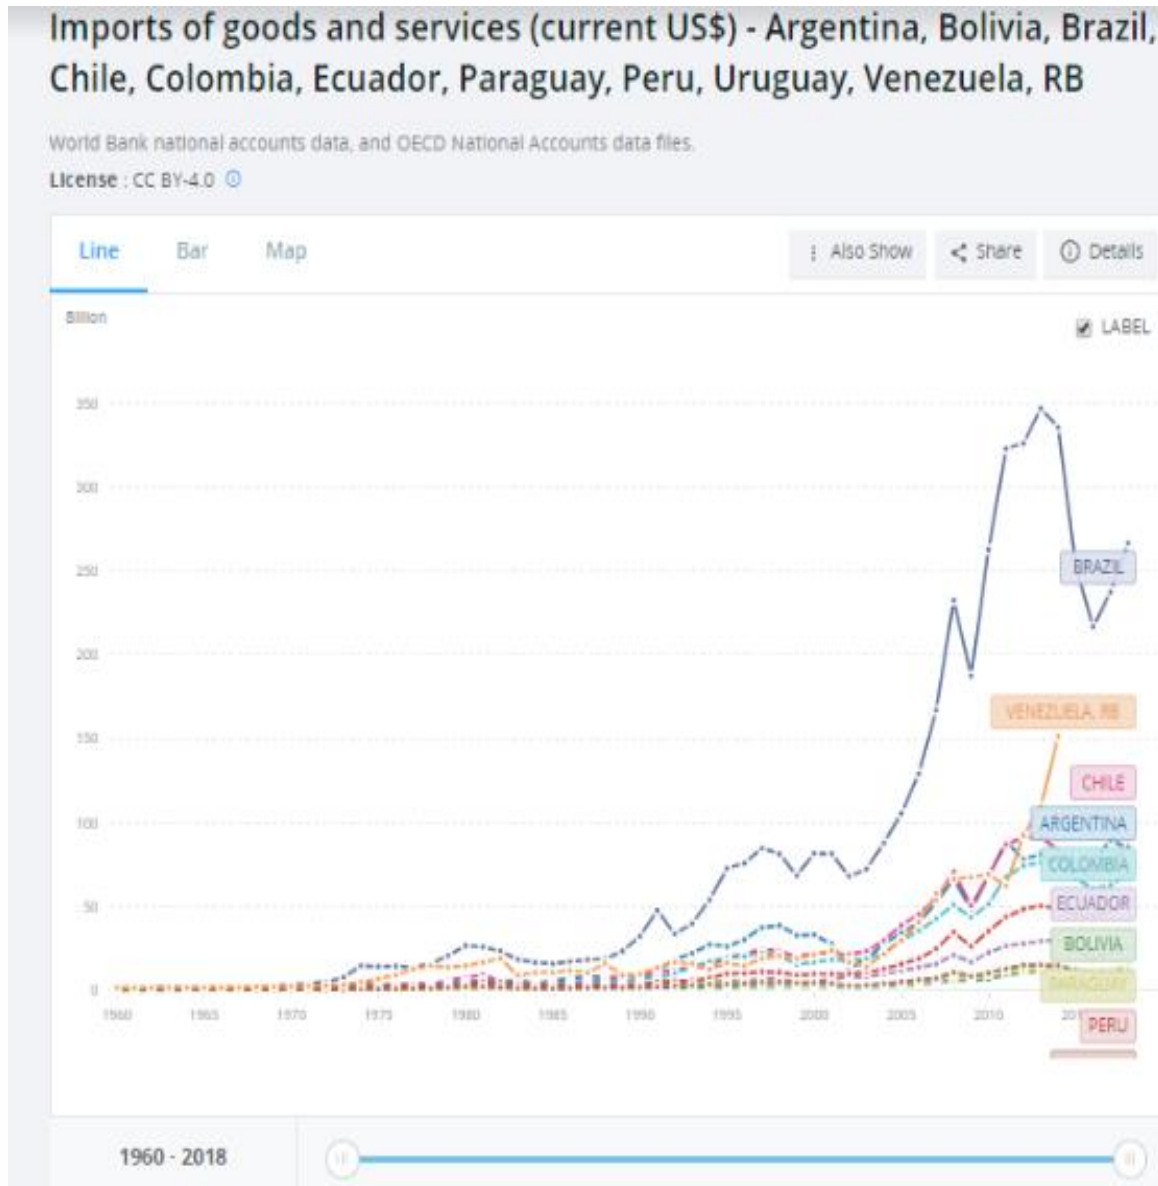 Imports of goods and services (current US$) - Argentina, Bolivia, Brazil,
Chile, Colombia, Ecuador, Paraguay, Peru, Uruguay, Venezuela, RB
World Bank national accounts data, and OECD National Accounts data files.
License : CC BY-4.0
Line Bar Map Also Show Share Details
Billion
LABEL
350
300
250
BRAZIL
200
VENEZUELA, RB
150
CHILE
100
ARGENTINA
COLOMBIA
50
ECUADOR
BOLIVIA
PARAGUAY
0
1960 1965 1970 1975 1980 1985 1990 1995 2000 2005 2010
PERU
1960 - 2018